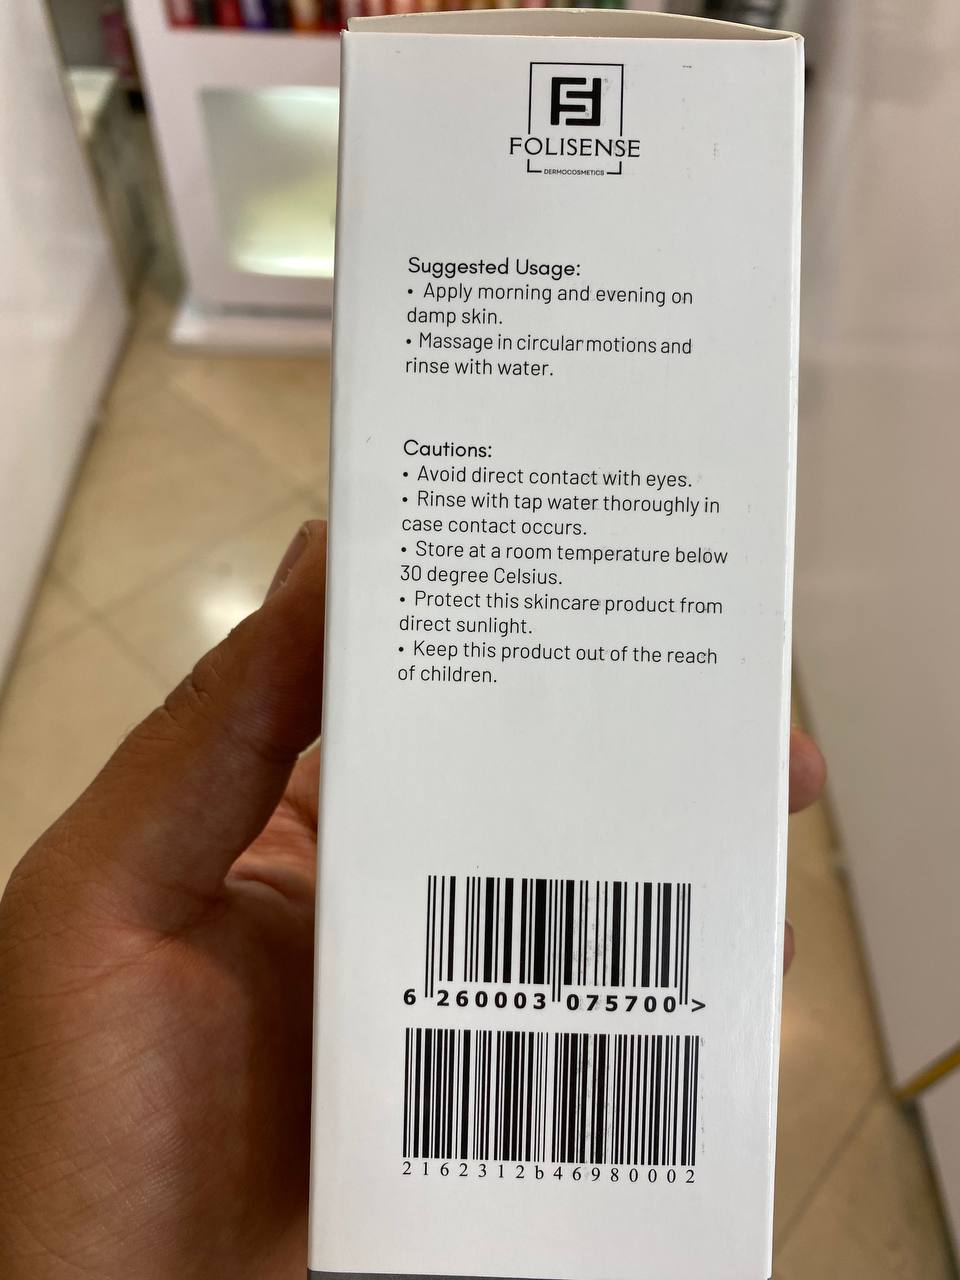 FOLISENSE
DERMOCOSMETICS
Suggested Usage:
• Apply morning and evening on
damp skin.
• Massage in circular motions and
rinse with water.
Cautions:
• Avoid direct contact with eyes.
• Rinse with tap water thoroughly in
case contact occurs.
• Store at a room temperature below
30 degree Celsius.
• Protect this skincare product from
direct sunlight.
• Keep this product out of the reach
of children.
6 260003 075700 >
2162312b46980002